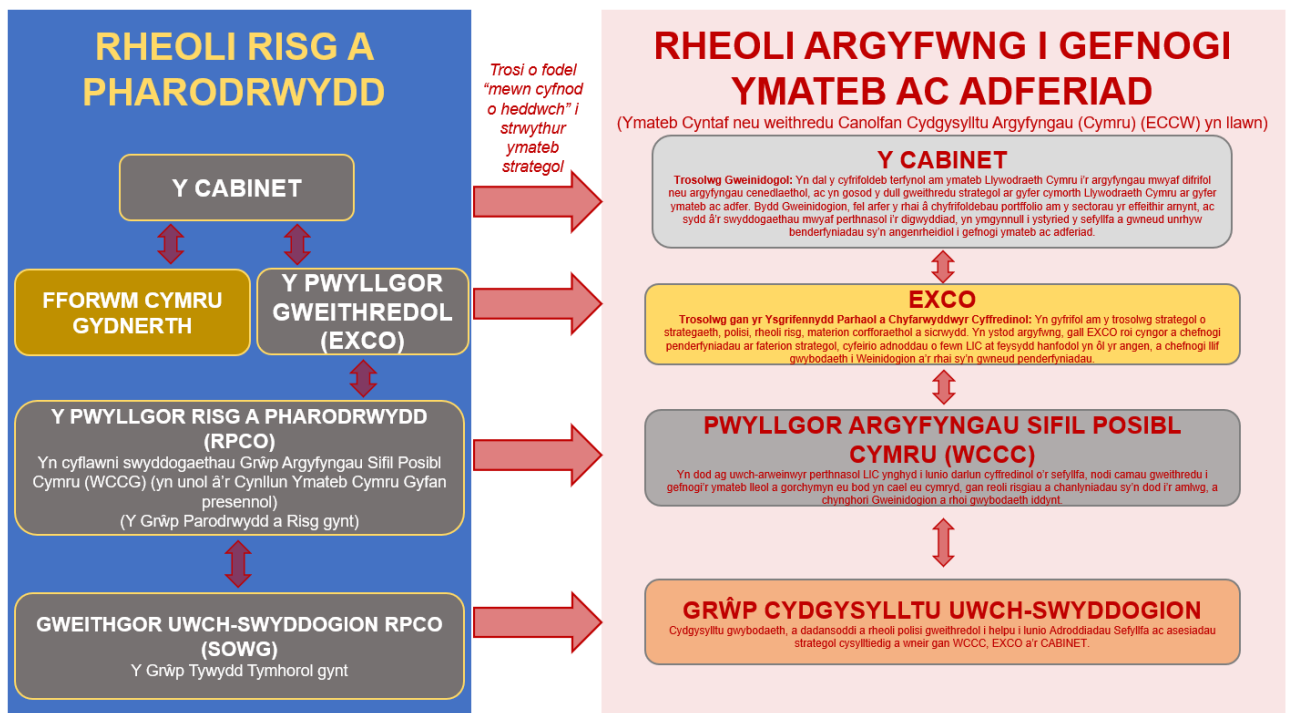 RHEOLI RISG A
PHARODRWYDD
Y CABINET
FFORWM CYMRU
GYDNERTH
Y PWYLLGOR
GWEITHREDOL
(EXCO)
Y PWYLLGOR RISG A PHARODRWYDD
(RPCO)
Yn cyflawni swyddogaethau Grŵp Argyfyngau Sifil Posibl
Cymru (WCCG) (yn unol â’r Cynllun Ymateb Cymru Gyfan
presennol)
(Y Grŵp Parodrwydd a Risg gynt)
GWEITHGOR UWCH-SWYDDOGION RPCO
(SOWG)
Y Grŵp Tywydd Tymhorol gynt
Trosi o fodel
“mewn cyfnod
o heddwch” i
strwythur
ymateb
strategol
RHEOLI ARGYFWNG I GEFNOGI
YMATEB AC ADFERIAD
(Ymateb Cyntaf neu weithredu Canolfan Cydgysylltu Argyfyngau (Cymru) (ECCW) yn llawn)
Y CABINET
Trosolwg Gweinidogol: Yn dal y cyfrifoldeb terfynol am ymateb Llywodraeth Cymru i’r argyfyngau mwyaf difrifol
neu argyfyngau cenedlaethol, ac yn gosod y dull gweithredu strategol ar gyfer cymorth Llywodraeth Cymru ar gyfer
ymateb ac adfer. Bydd Gweinidogion, fel arfer y rhai â chyfrifoldebau portffolio am y sectorau yr effeithir arnynt, ac
sydd â’r swyddogaethau mwyaf perthnasol i’r digwyddiad, yn ymgynnull i ystyried y sefyllfa a gwneud unrhyw
benderfyniadau sy’n angenrheidiol i gefnogi ymateb ac adferiad.
EXCO
Trosolwg gan yr Ysgrifennydd Parhaol a Chyfarwyddwyr Cyffredinol: Yn gyfrifol am y trosolwg strategol o
strategaeth, polisi, rheoli risg, materion corfforaethol a sicrwydd. Yn ystod argyfwng, gall EXCO roi cyngor a chefnogi
penderfyniadau ar faterion strategol, cyfeirio adnoddau o fewn LIC at feysydd hanfodol yn ôl yr angen, a chefnogi llif
gwybodaeth i Weinidogion a’r rhai sy’n gwneud penderfyniadau.
PWYLLGOR ARGYFYNGAU SIFIL POSIBL
CYMRU (WCCC)
Yn dod ag uwch-arweinwyr perthnasol LIC ynghyd i lunio darlun cyffredinol o’r sefyllfa, nodi camau gweithredu i
gefnogi’r ymateb lleol a gorchymyn eu bod yn cael eu cymryd, gan reoli risgiau a chanlyniadau sy’n dod i’r amlwg, a
chynghori Gweinidogion a rhoi gwybodaeth iddynt.
GRŴP CYDGYSYLLTU UWCH-SWYDDOGION
Cydgysylltu gwybodaeth, a dadansoddi a rheoli polisi gweithredol i helpu i lunio Adroddiadau Sefyllfa ac asesiadau
strategol cysylltiedig a wneir gan WCCC, EXCO a’r CABINET.